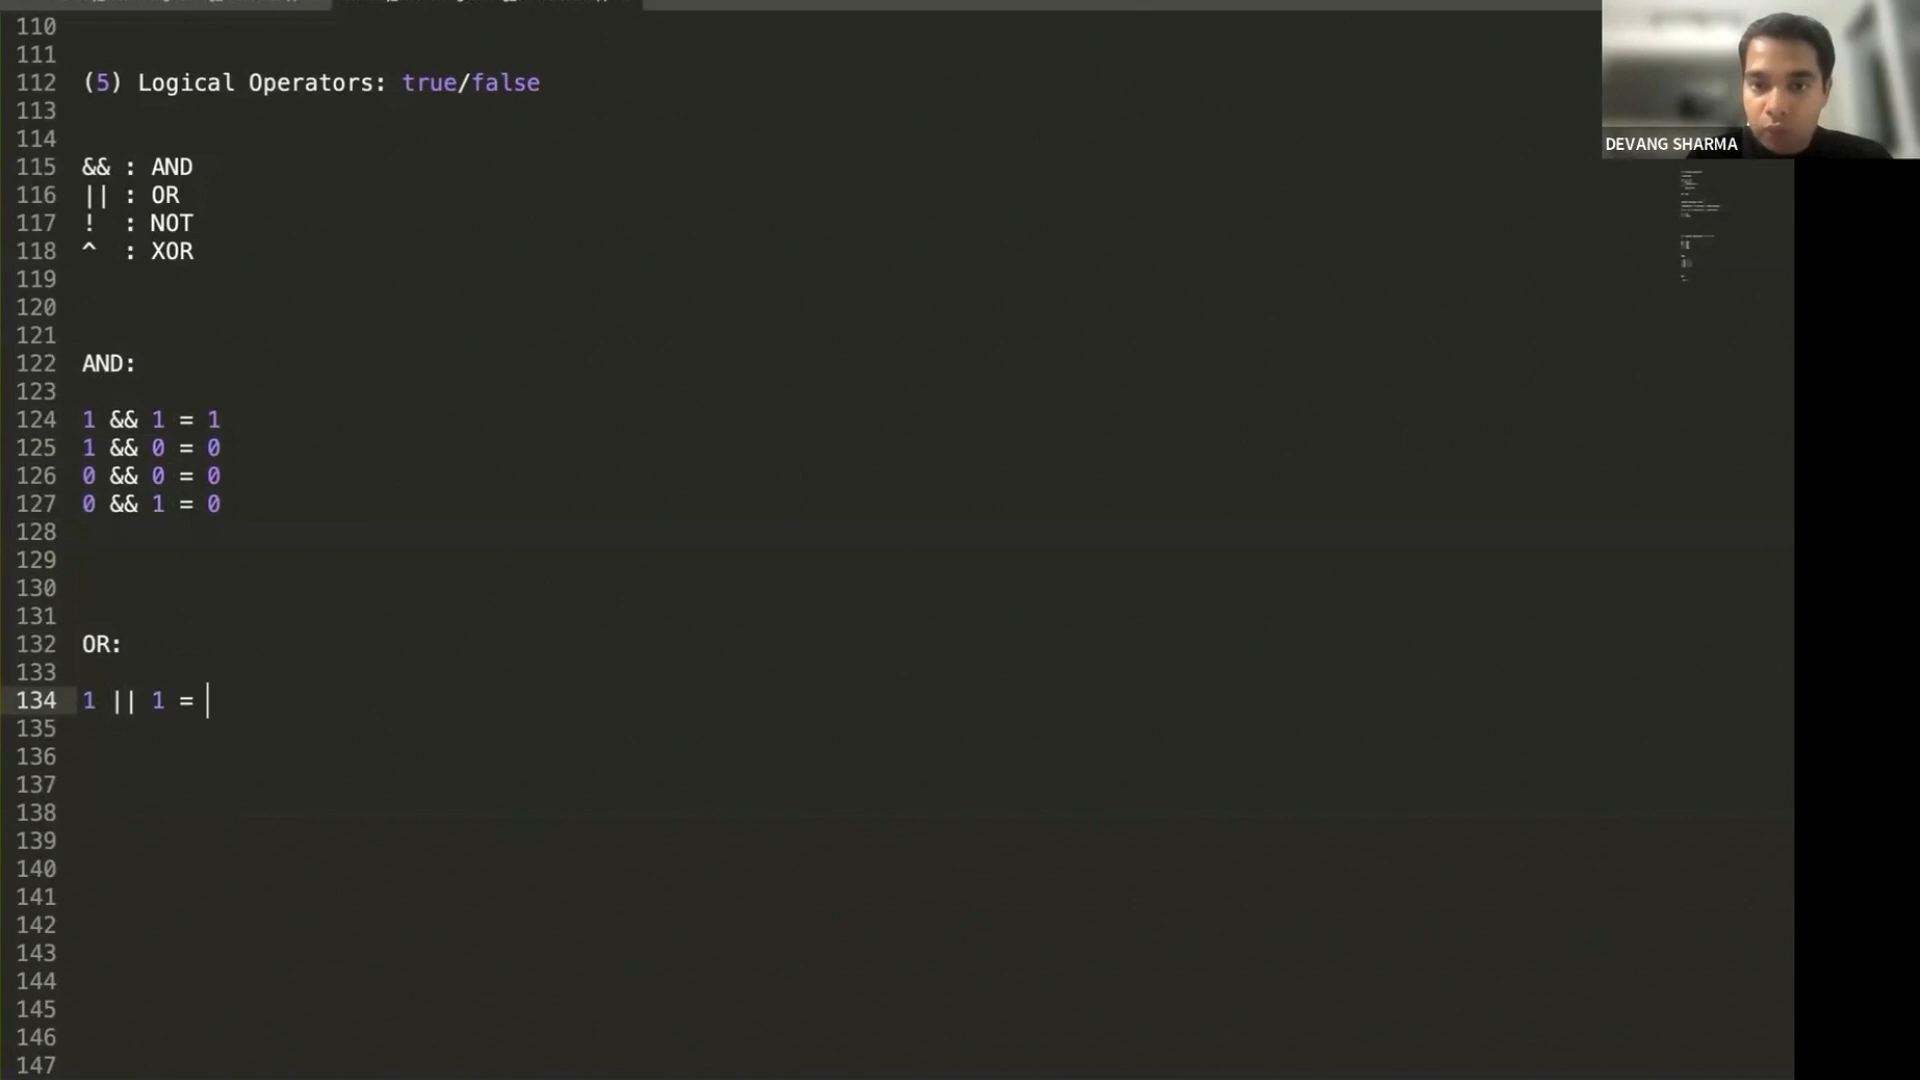 110
111
112 (5) Logical Operators: true/false
113
114
115 && : AND
116 || : OR
117 !  : NOT
118 ^  : XOR
119
120
121
122 AND:
123
124 1 && 1 = 1
125 1 && 0 = 0
126 0 && 0 = 0
127 0 && 1 = 0
128
129
130
131
132 OR:
133
134 1 || 1 =
135
136
137
138
139
140
141
142
143
144
145
146
147
DEVANG SHARMA